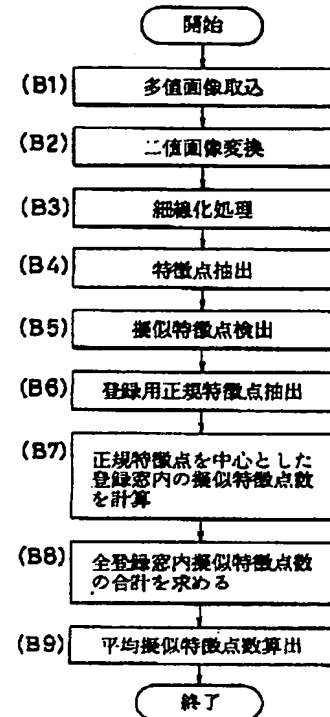 開始
(B1) 多値画像取込
(B2) 二値画像変換
(B3) 細線化処理
(B4) 特徴点抽出
(B5) 擬似特徴点検出
(B6) 登録用正規特徴点抽出
(B7) 正規特徴点を中心とした
登録窓内の擬似特徴点数
を計算
(B8) 全登録窓内擬似特徴点数
の合計を求める
(B9) 平均擬似特徴点数算出
終了